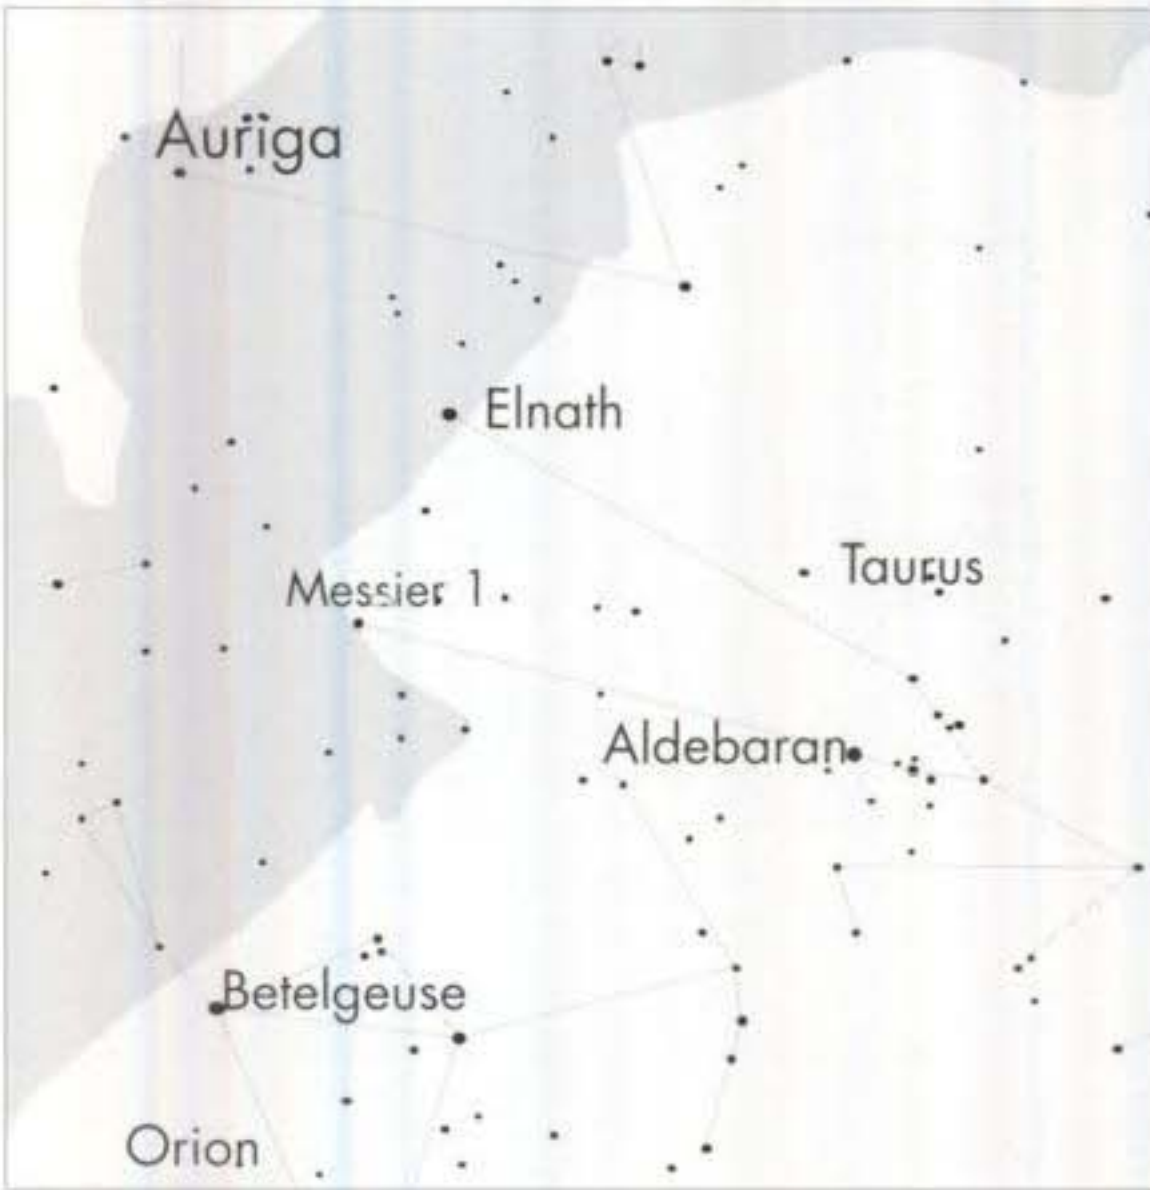 Auriga
Elnath
Taurus
Messier 1
Aldebaran
Betelgeuse
Orion